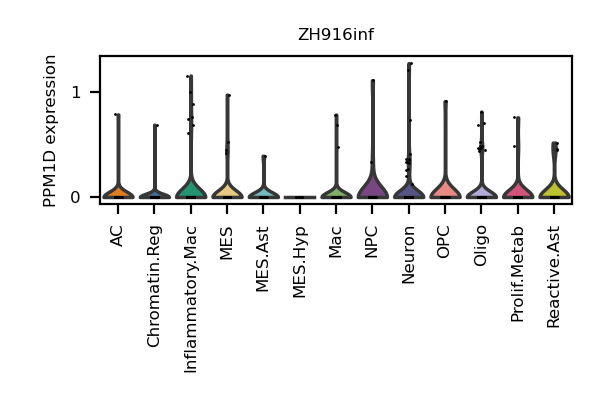 ZH916inf
PPM1D expression
1
0
AC
Chromatin.Reg
Inflammatory.Mac
MES
MES.Ast
MES.Hyp
Mac
NPC
Neuron
OPC
Oligo
Prolif.Metab
Reactive.Ast